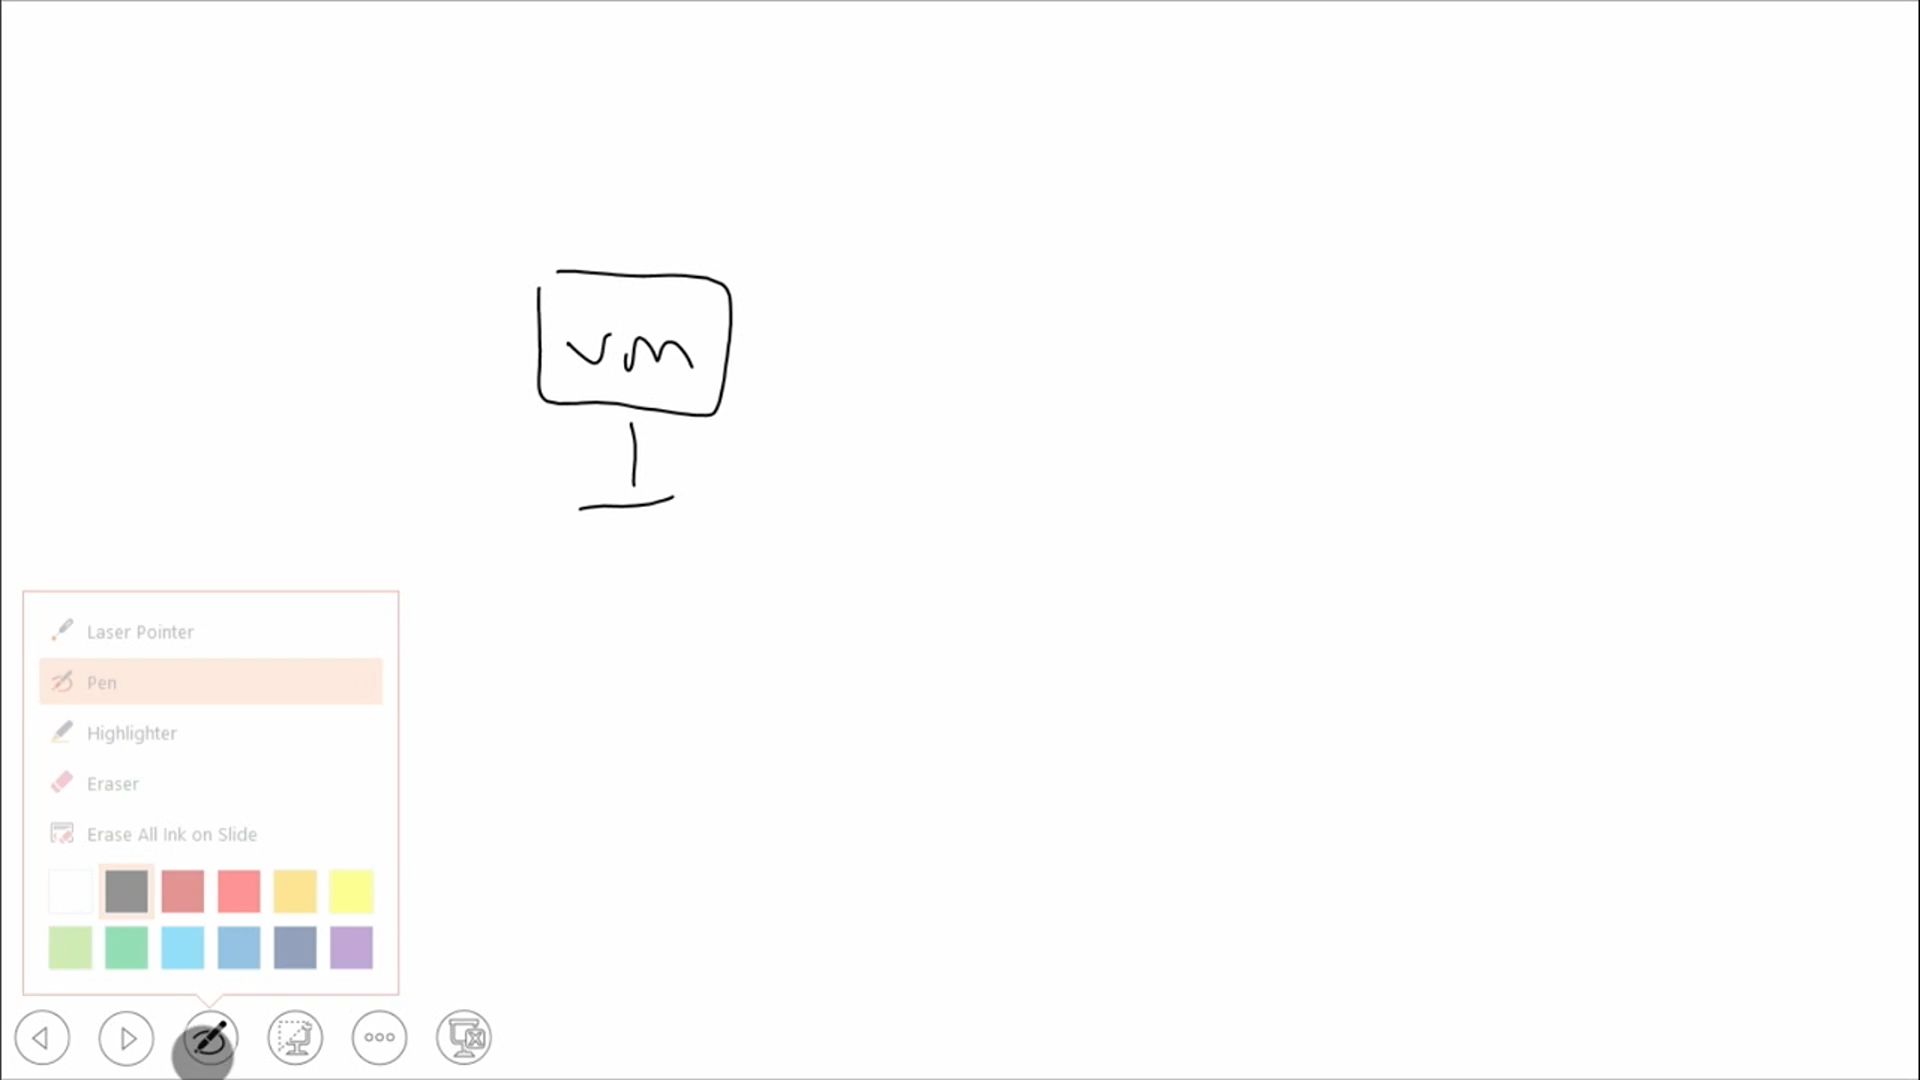 vm
Laser Pointer
Pen
Highlighter
Eraser
Erase All Ink on Slide